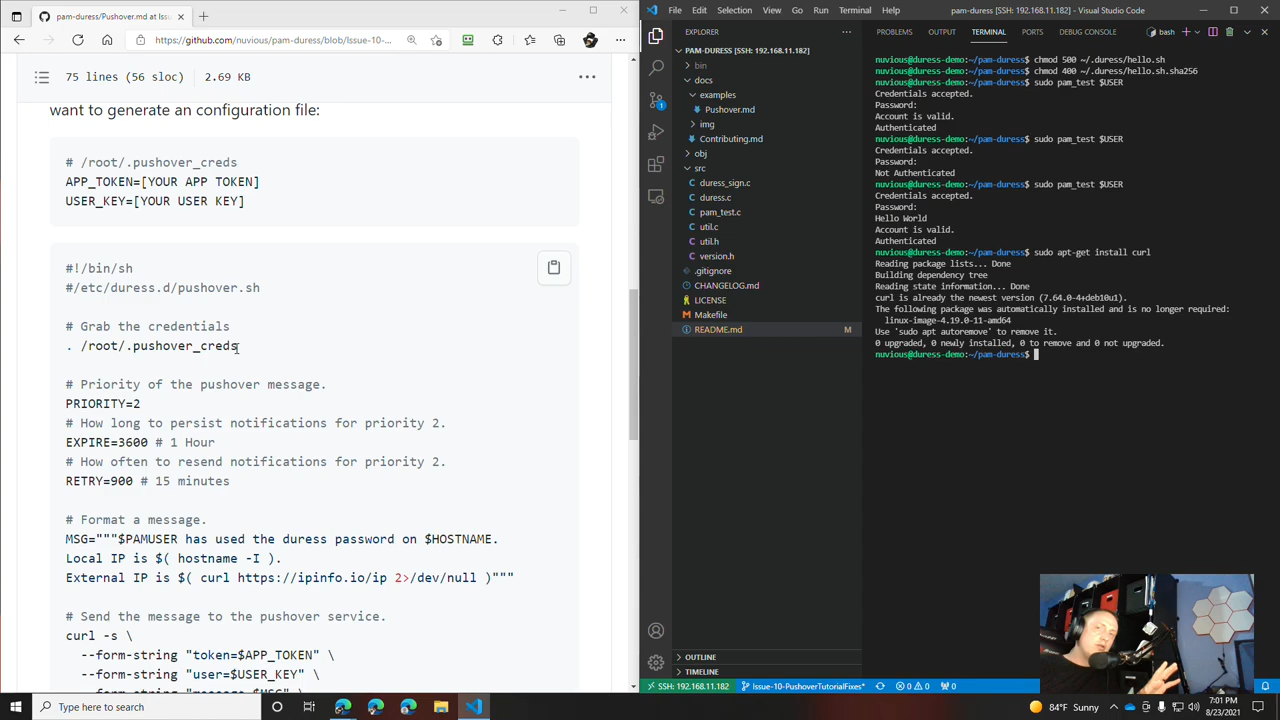 pam-duress/Pushover.md at Issu
https://github.com/nuvious/pam-duress/blob/Issue-10-...
75 lines (56 sloc)
2.69 KB
want to generate an configuration file:
# /root/.pushover_creds
APP_TOKEN=[YOUR APP TOKEN]
USER_KEY=[YOUR USER KEY]
#!/bin/sh
#/etc/duress.d/pushover.sh
# Grab the credentials
. /root/.pushover_creds
# Priority of the pushover message.
PRIORITY=2
# How long to persist notifications for priority 2.
EXPIRE=3600 # 1 Hour
# How often to resend notifications for priority 2.
RETRY=900 # 15 minutes
# Format a message.
MSG="""$PAMUSER has used the duress password on $HOSTNAME.
Local IP is $( hostname -I ).
External IP is $( curl https://ipinfo.io/ip 2>/dev/null )"""
# Send the message to the pushover service.
curl -s \
--form-string "token=$APP_TOKEN" \
--form-string "user=$USER_KEY" \
--form-string "message=$MSG" \
File Edit Selection View Go Run Terminal Help
pam-duress [SSH: 192.168.11.182] - Visual Studio Code
EXPLORER
PAM-DURESS [SSH: 192.168.11.182]
bin
docs
examples
Pushover.md
img
Contributing.md
obj
src
duress_sign.c
duress.c
pam_test.c
util.c
util.h
version.h
.gitignore
CHANGELOG.md
LICENSE
Makefile
README.md M
OUTLINE
TIMELINE
1
PROBLEMS OUTPUT TERMINAL PORTS DEBUG CONSOLE
bash
nuvious@duress-demo:~/pam-duress$ chmod 500 ~/.duress/hello.sh
nuvious@duress-demo:~/pam-duress$ chmod 400 ~/.duress/hello.sh.sha256
nuvious@duress-demo:~/pam-duress$ sudo pam_test $USER
Credentials accepted.
Password:
Account is valid.
Authenticated
nuvious@duress-demo:~/pam-duress$ sudo pam_test $USER
Credentials accepted.
Password:
Not Authenticated
nuvious@duress-demo:~/pam-duress$ sudo pam_test $USER
Credentials accepted.
Password:
Hello World
Account is valid.
Authenticated
nuvious@duress-demo:~/pam-duress$ sudo apt-get install curl
Reading package lists... Done
Building dependency tree
Reading state information... Done
curl is already the newest version (7.64.0-4+deb10u1).
The following package was automatically installed and is no longer required:
linux-image-4.19.0-11-amd64
Use 'sudo apt autoremove' to remove it.
0 upgraded, 0 newly installed, 0 to remove and 0 not upgraded.
nuvious@duress-demo:~/pam-duress$
SSH: 192.168.11.182
Issue-10-PushoverTutorialFixes*
0 0
0
Type here to search
84°F Sunny
7:01 PM
8/23/2021